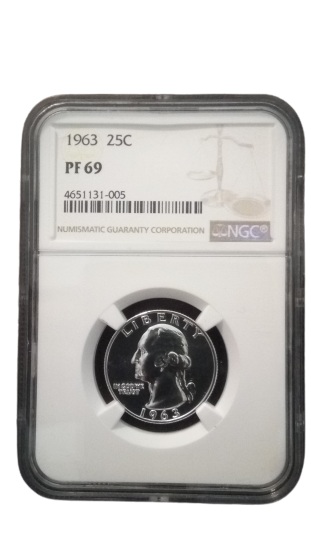 1963 25C
PF 69
4651131-005
NUMISMATIC GUARANTY CORPORATION
NGC®
LIBERTY
IN GOD WE
TRUST
1963